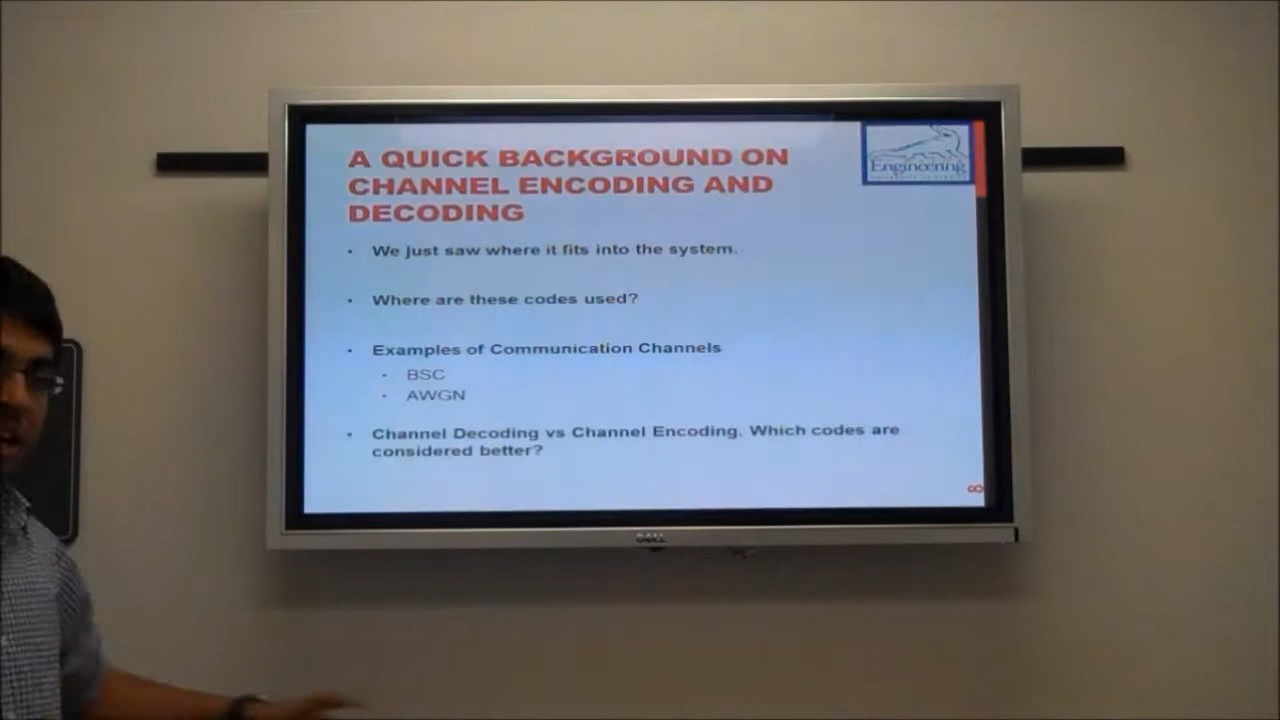 A QUICK BACKGROUND ON
CHANNEL ENCODING AND
DECODING
Engineering
• We just saw where it fits into the system.
• Where are these codes used?
• Examples of Communication Channels
• BSC
• AWGN
• Channel Decoding vs Channel Encoding. Which codes are
considered better?
8
DELL